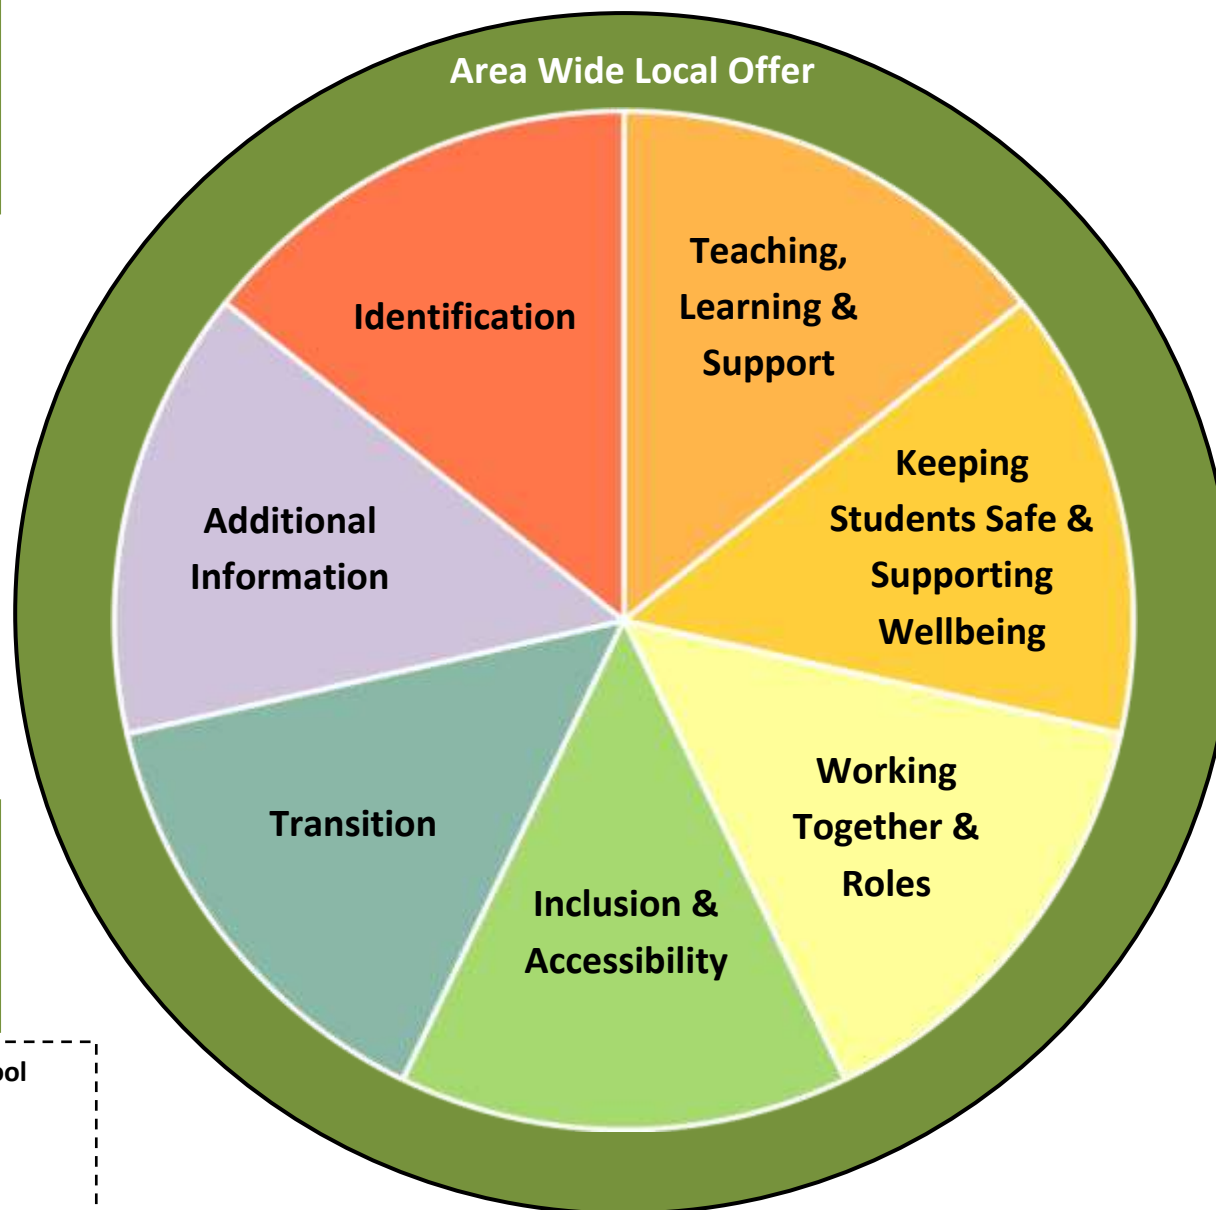 Area Wide Local Offer
Teaching,
Learning &
Support
Identification
Keeping
Students Safe &
Supporting
Wellbeing
Additional
Information
Working
Together &
Roles
Transition
Inclusion &
Accessibility